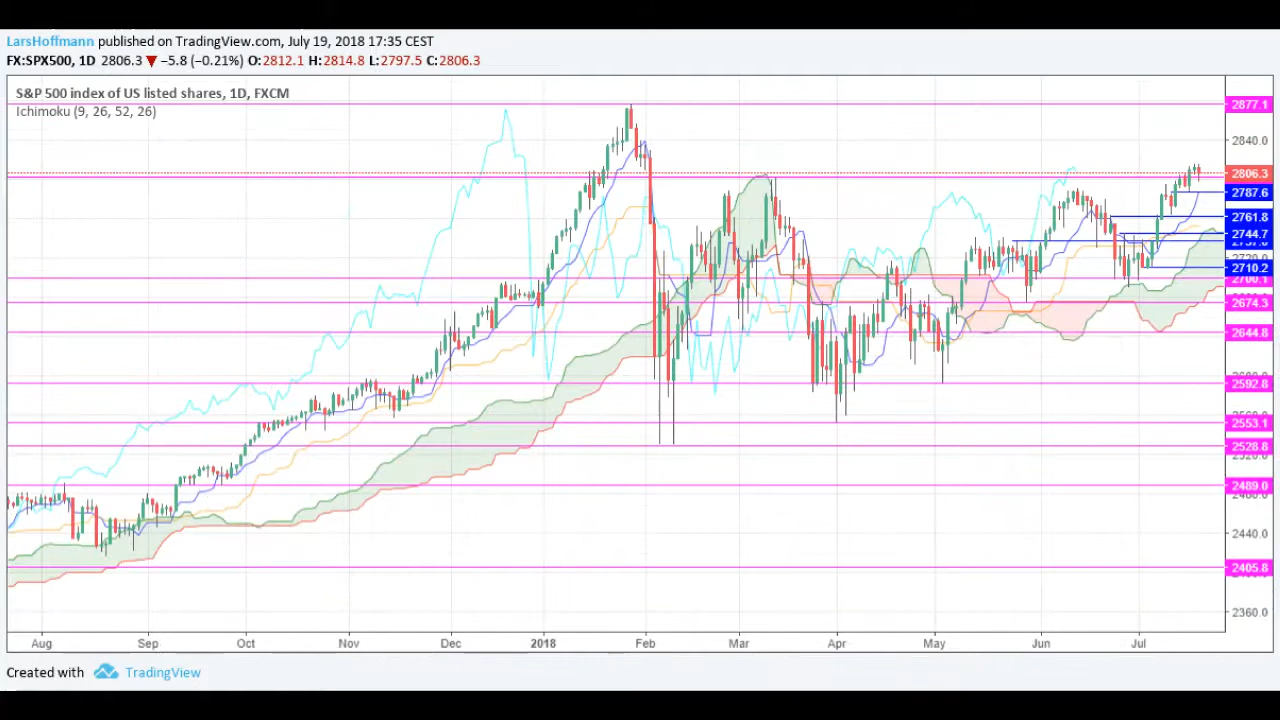 LarsHoffmann published on TradingView.com, July 19, 2018 17:35 CEST
FX:SPX500, 1D 2806.3 ▼ −5.8 (−0.21%) O:2812.1 H:2814.8 L:2797.5 C:2806.3
S&P 500 index of US listed shares, 1D, FXCM
Ichimoku (9, 26, 52, 26)
2877.1
2840.0
2806.3
2787.6
2761.8
2744.7
2710.2
2700.1
2674.3
2644.8
2592.8
2553.1
2528.8
2489.0
2440.0
2405.8
2360.0
Aug Sep Oct Nov Dec 2018 Feb Mar Apr May Jun Jul
Created with TradingView